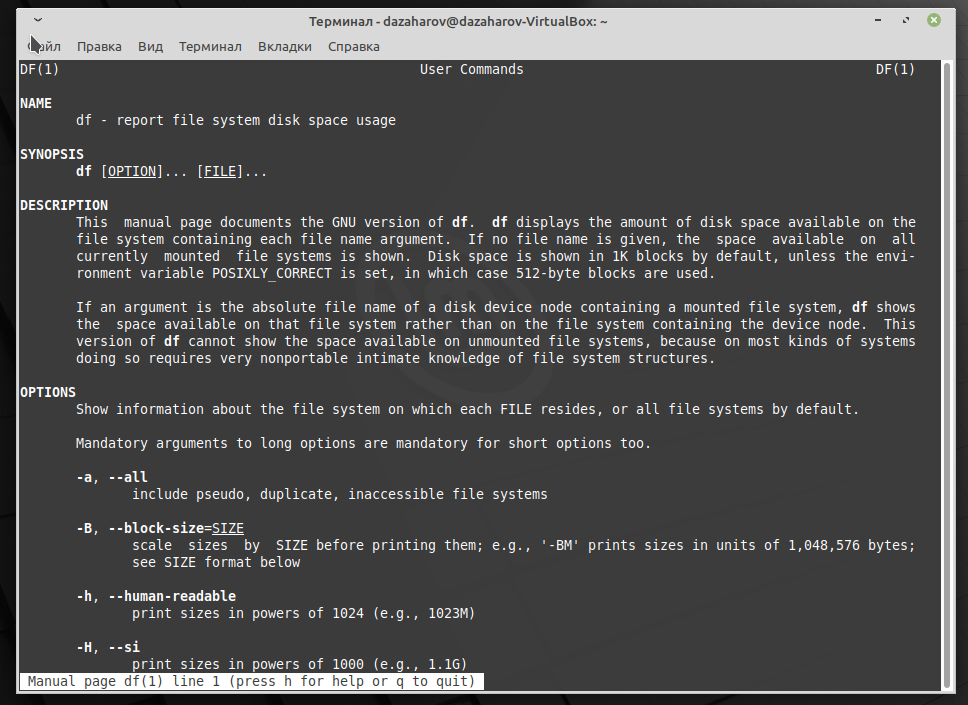 Терминал - dazaharov@dazaharov-VirtualBox: ~
Правка Вид Терминал Вкладки Справка
DF(1) User Commands DF(1)
NAME
df - report file system disk space usage
SYNOPSIS
df [OPTION]... [FILE]...
DESCRIPTION
This manual page documents the GNU version of df. df displays the amount of disk space available on the
file system containing each file name argument. If no file name is given, the space available on all
currently mounted file systems is shown. Disk space is shown in 1K blocks by default, unless the envi-
ronment variable POSIXLY_CORRECT is set, in which case 512-byte blocks are used.
If an argument is the absolute file name of a disk device node containing a mounted file system, df shows
the space available on that file system rather than on the file system containing the device node. This
version of df cannot show the space available on unmounted file systems, because on most kinds of systems
doing so requires very nonportable intimate knowledge of file system structures.
OPTIONS
Show information about the file system on which each FILE resides, or all file systems by default.
Mandatory arguments to long options are mandatory for short options too.
-a, --all
include pseudo, duplicate, inaccessible file systems
-B, --block-size=SIZE
scale sizes by SIZE before printing them; e.g., '-BM' prints sizes in units of 1,048,576 bytes;
see SIZE format below
-h, --human-readable
print sizes in powers of 1024 (e.g., 1023M)
-H, --si
print sizes in powers of 1000 (e.g., 1.1G)
Manual page df(1) line 1 (press h for help or q to quit)